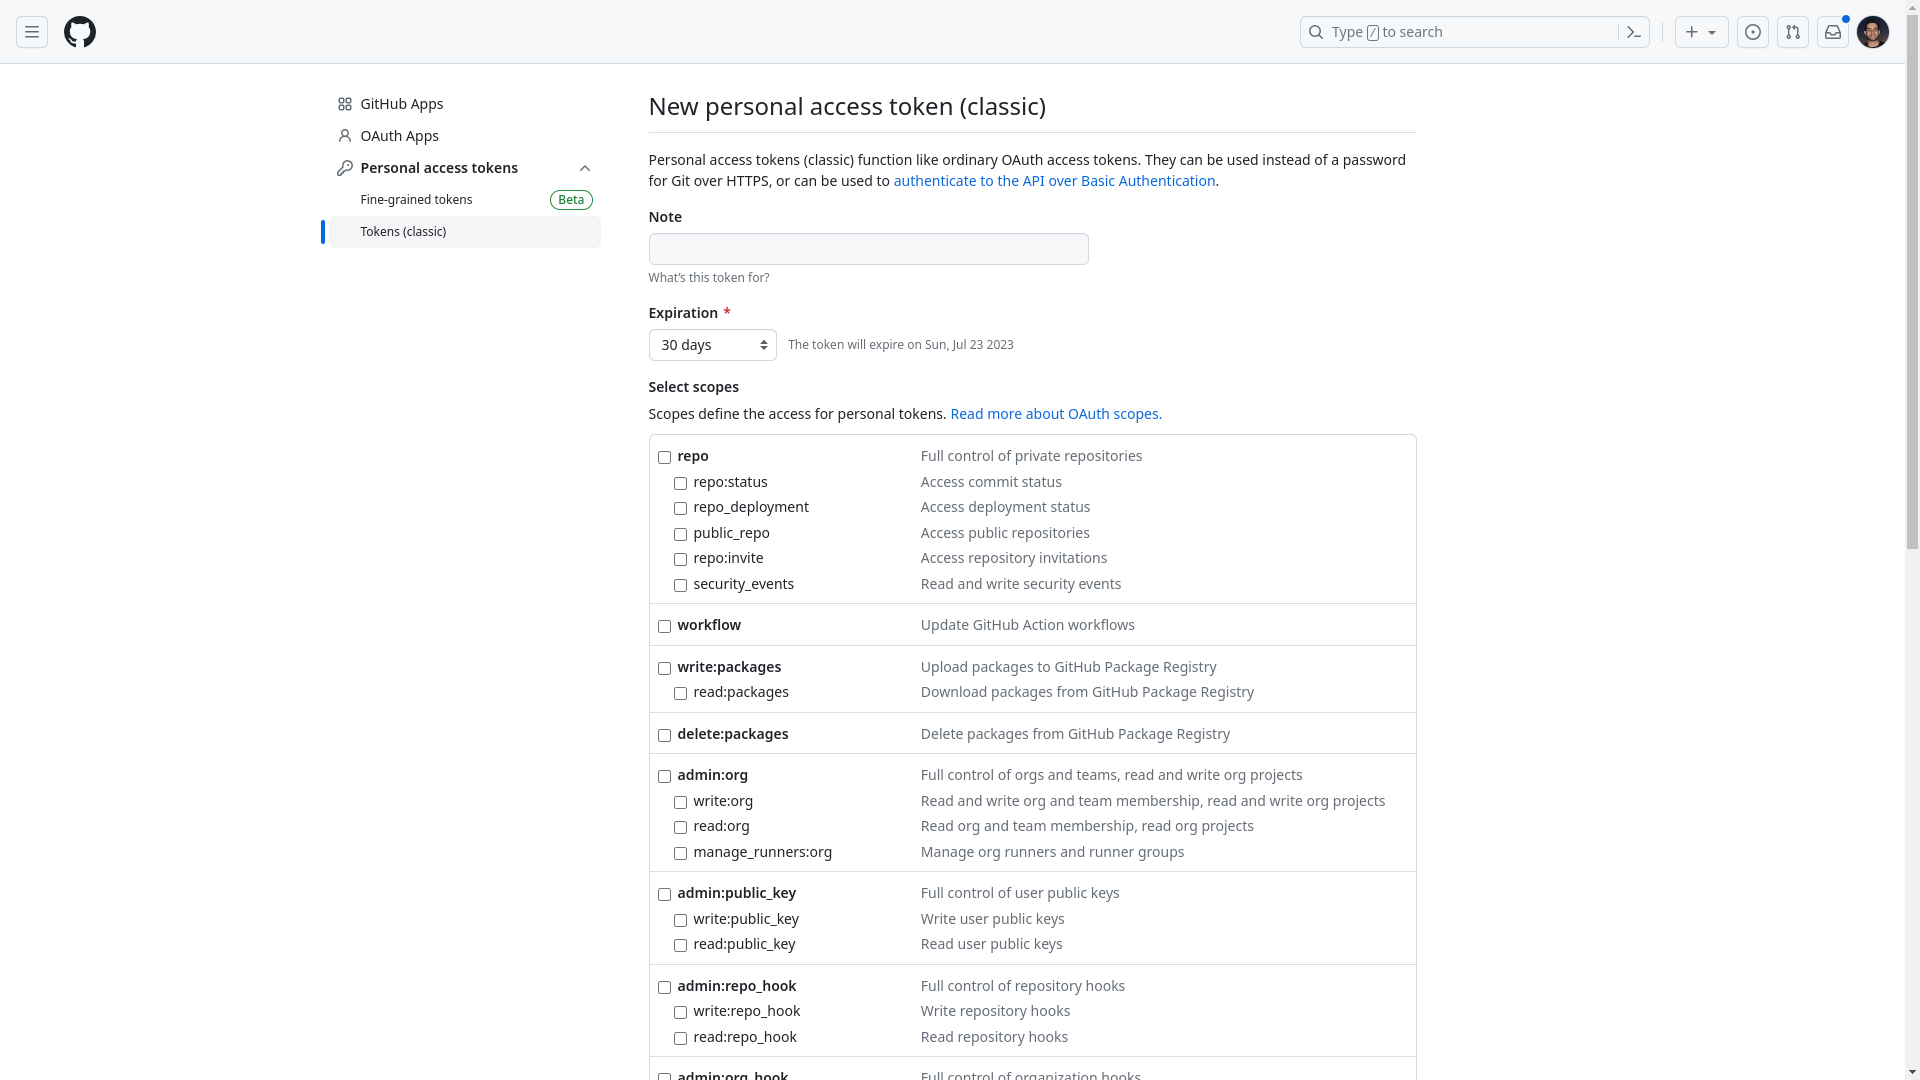 Type / to search
GitHub Apps
OAuth Apps
Personal access tokens
Fine-grained tokens Beta
Tokens (classic)
New personal access token (classic)
Personal access tokens (classic) function like ordinary OAuth access tokens. They can be used instead of a password
for Git over HTTPS, or can be used to authenticate to the API over Basic Authentication.
Note
What's this token for?
Expiration *
30 days The token will expire on Sun, Jul 23 2023
Select scopes
Scopes define the access for personal tokens. Read more about OAuth scopes.
repo Full control of private repositories
repo:status Access commit status
repo_deployment Access deployment status
public_repo Access public repositories
repo:invite Access repository invitations
security_events Read and write security events
workflow Update GitHub Action workflows
write:packages Upload packages to GitHub Package Registry
read:packages Download packages from GitHub Package Registry
delete:packages Delete packages from GitHub Package Registry
admin:org Full control of orgs and teams, read and write org projects
write:org Read and write org and team membership, read and write org projects
read:org Read org and team membership, read org projects
manage_runners:org Manage org runners and runner groups
admin:public_key Full control of user public keys
write:public_key Write user public keys
read:public_key Read user public keys
admin:repo_hook Full control of repository hooks
write:repo_hook Write repository hooks
read:repo_hook Read repository hooks
admin:org_hook Full control of organization hooks